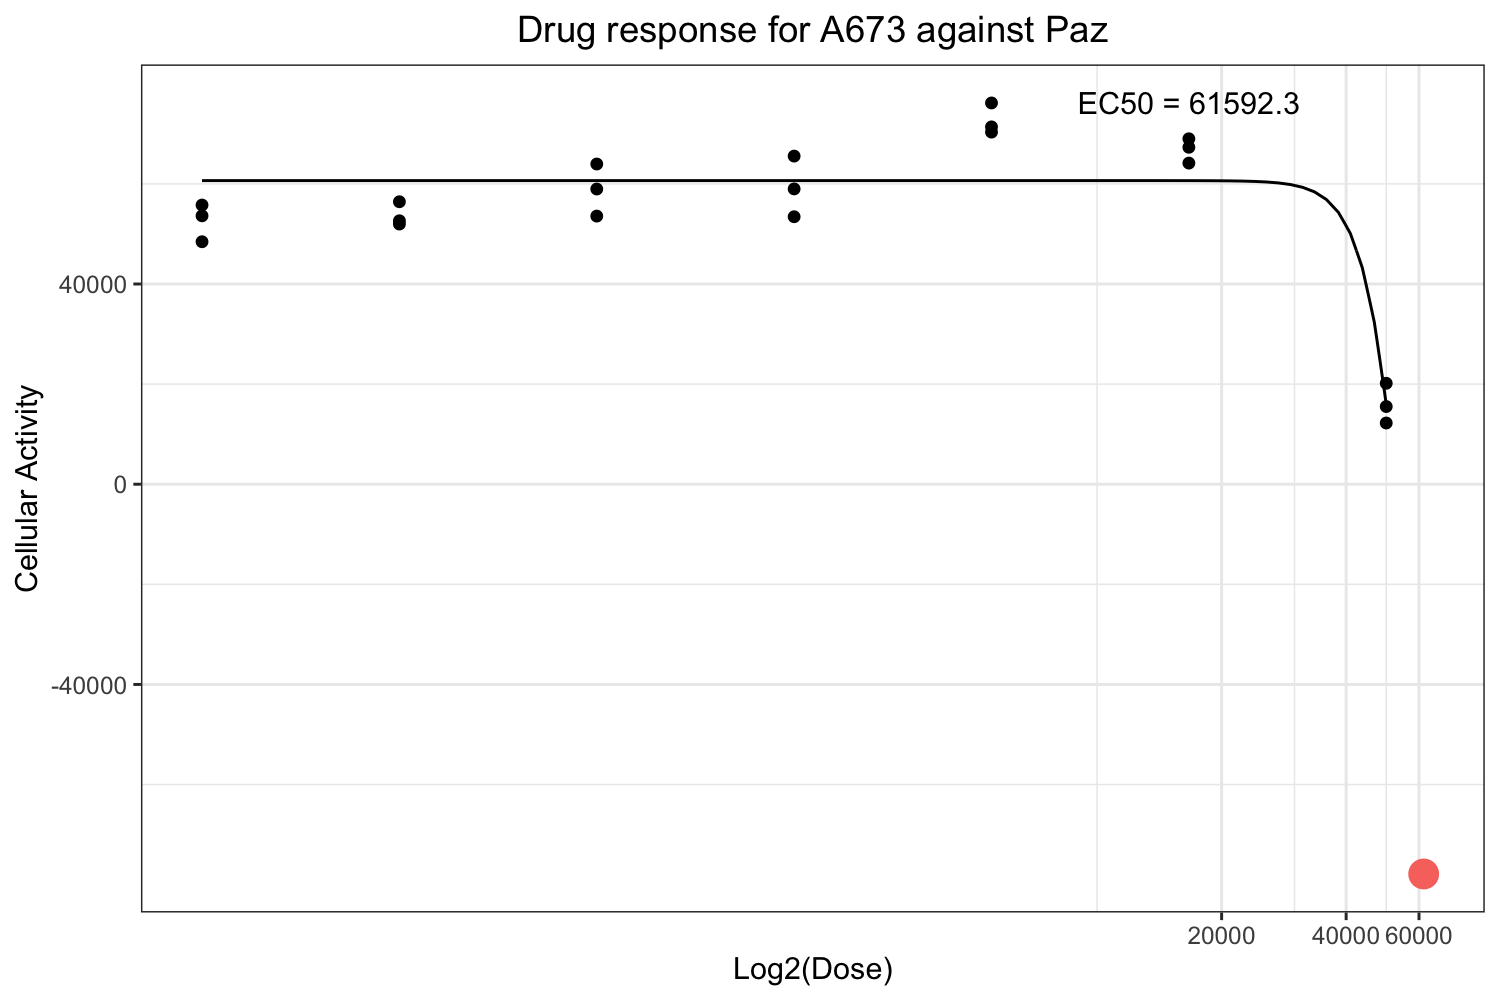 Drug response for A673 against Paz
EC50 = 61592.3
40000
0
-40000
Cellular Activity
20000 40000 60000
Log2(Dose)